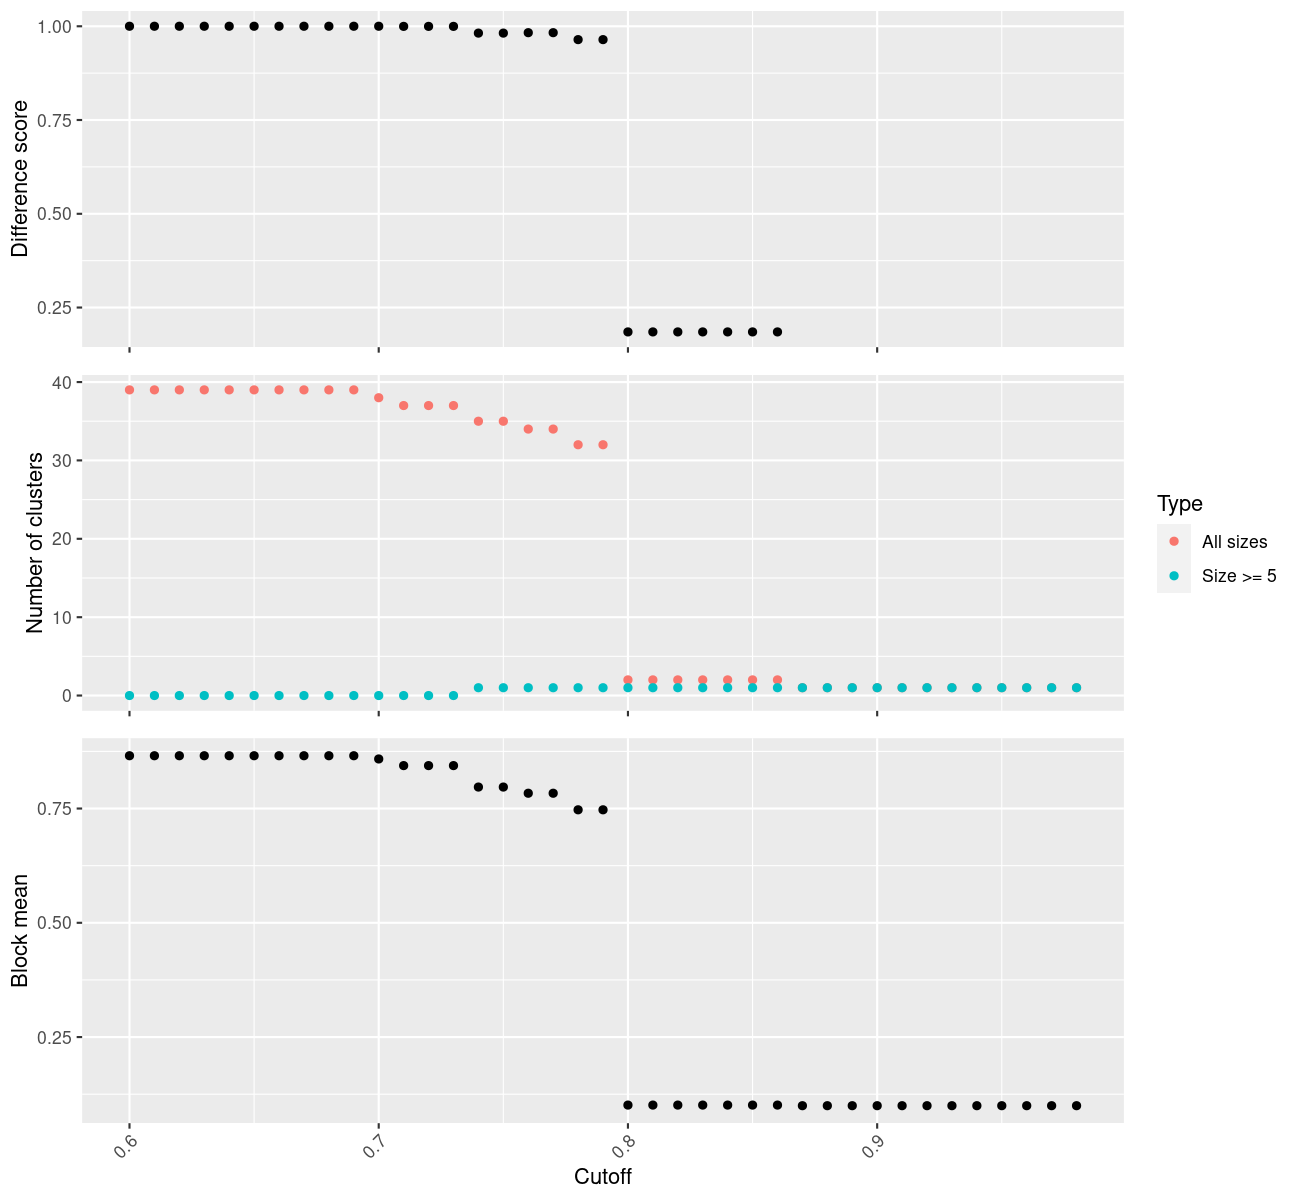 Difference score
1.00
0.75
0.50
0.25
Number of clusters
40
30
20
10
0
Type
All sizes
Size >= 5
Block mean
0.75
0.50
0.25
0.6
0.7
0.8
0.9
Cutoff